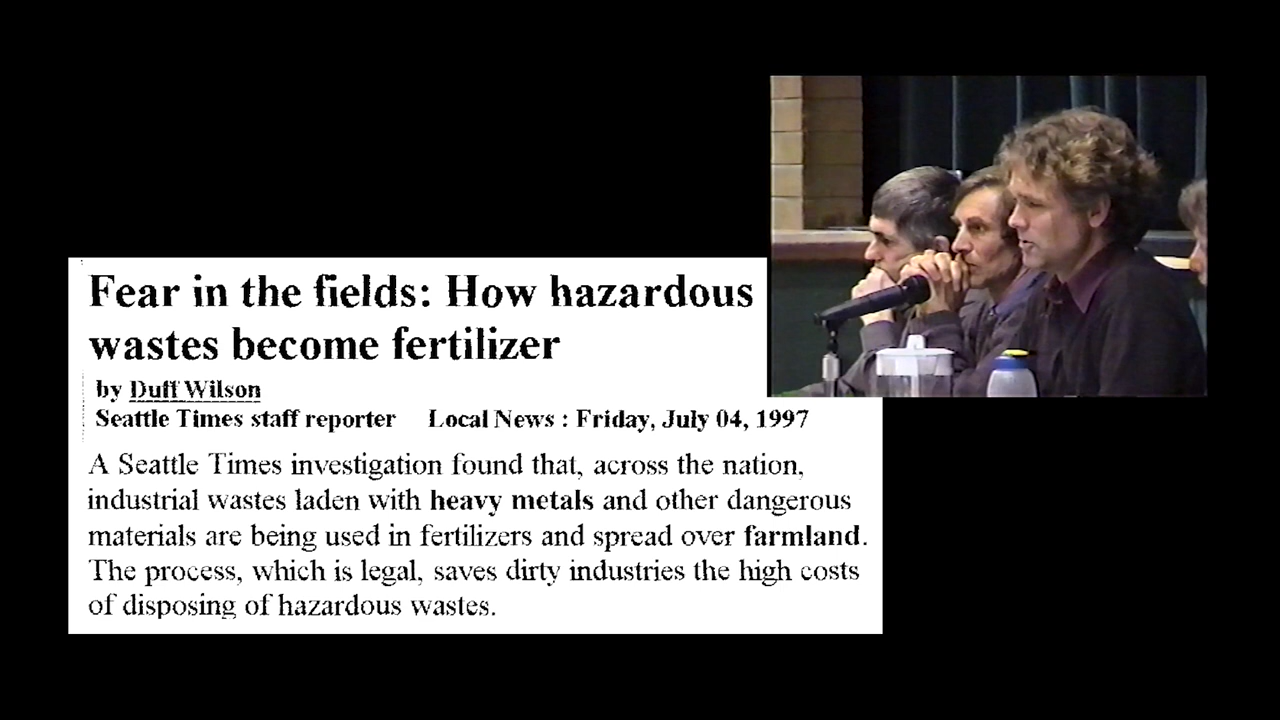 Fear in the fields: How hazardous
wastes become fertilizer
by Duff Wilson
Seattle Times staff reporter Local News : Friday, July 04, 1997
A Seattle Times investigation found that, across the nation,
industrial wastes laden with heavy metals and other dangerous
materials are being used in fertilizers and spread over farmland.
The process, which is legal, saves dirty industries the high costs
of disposing of hazardous wastes.